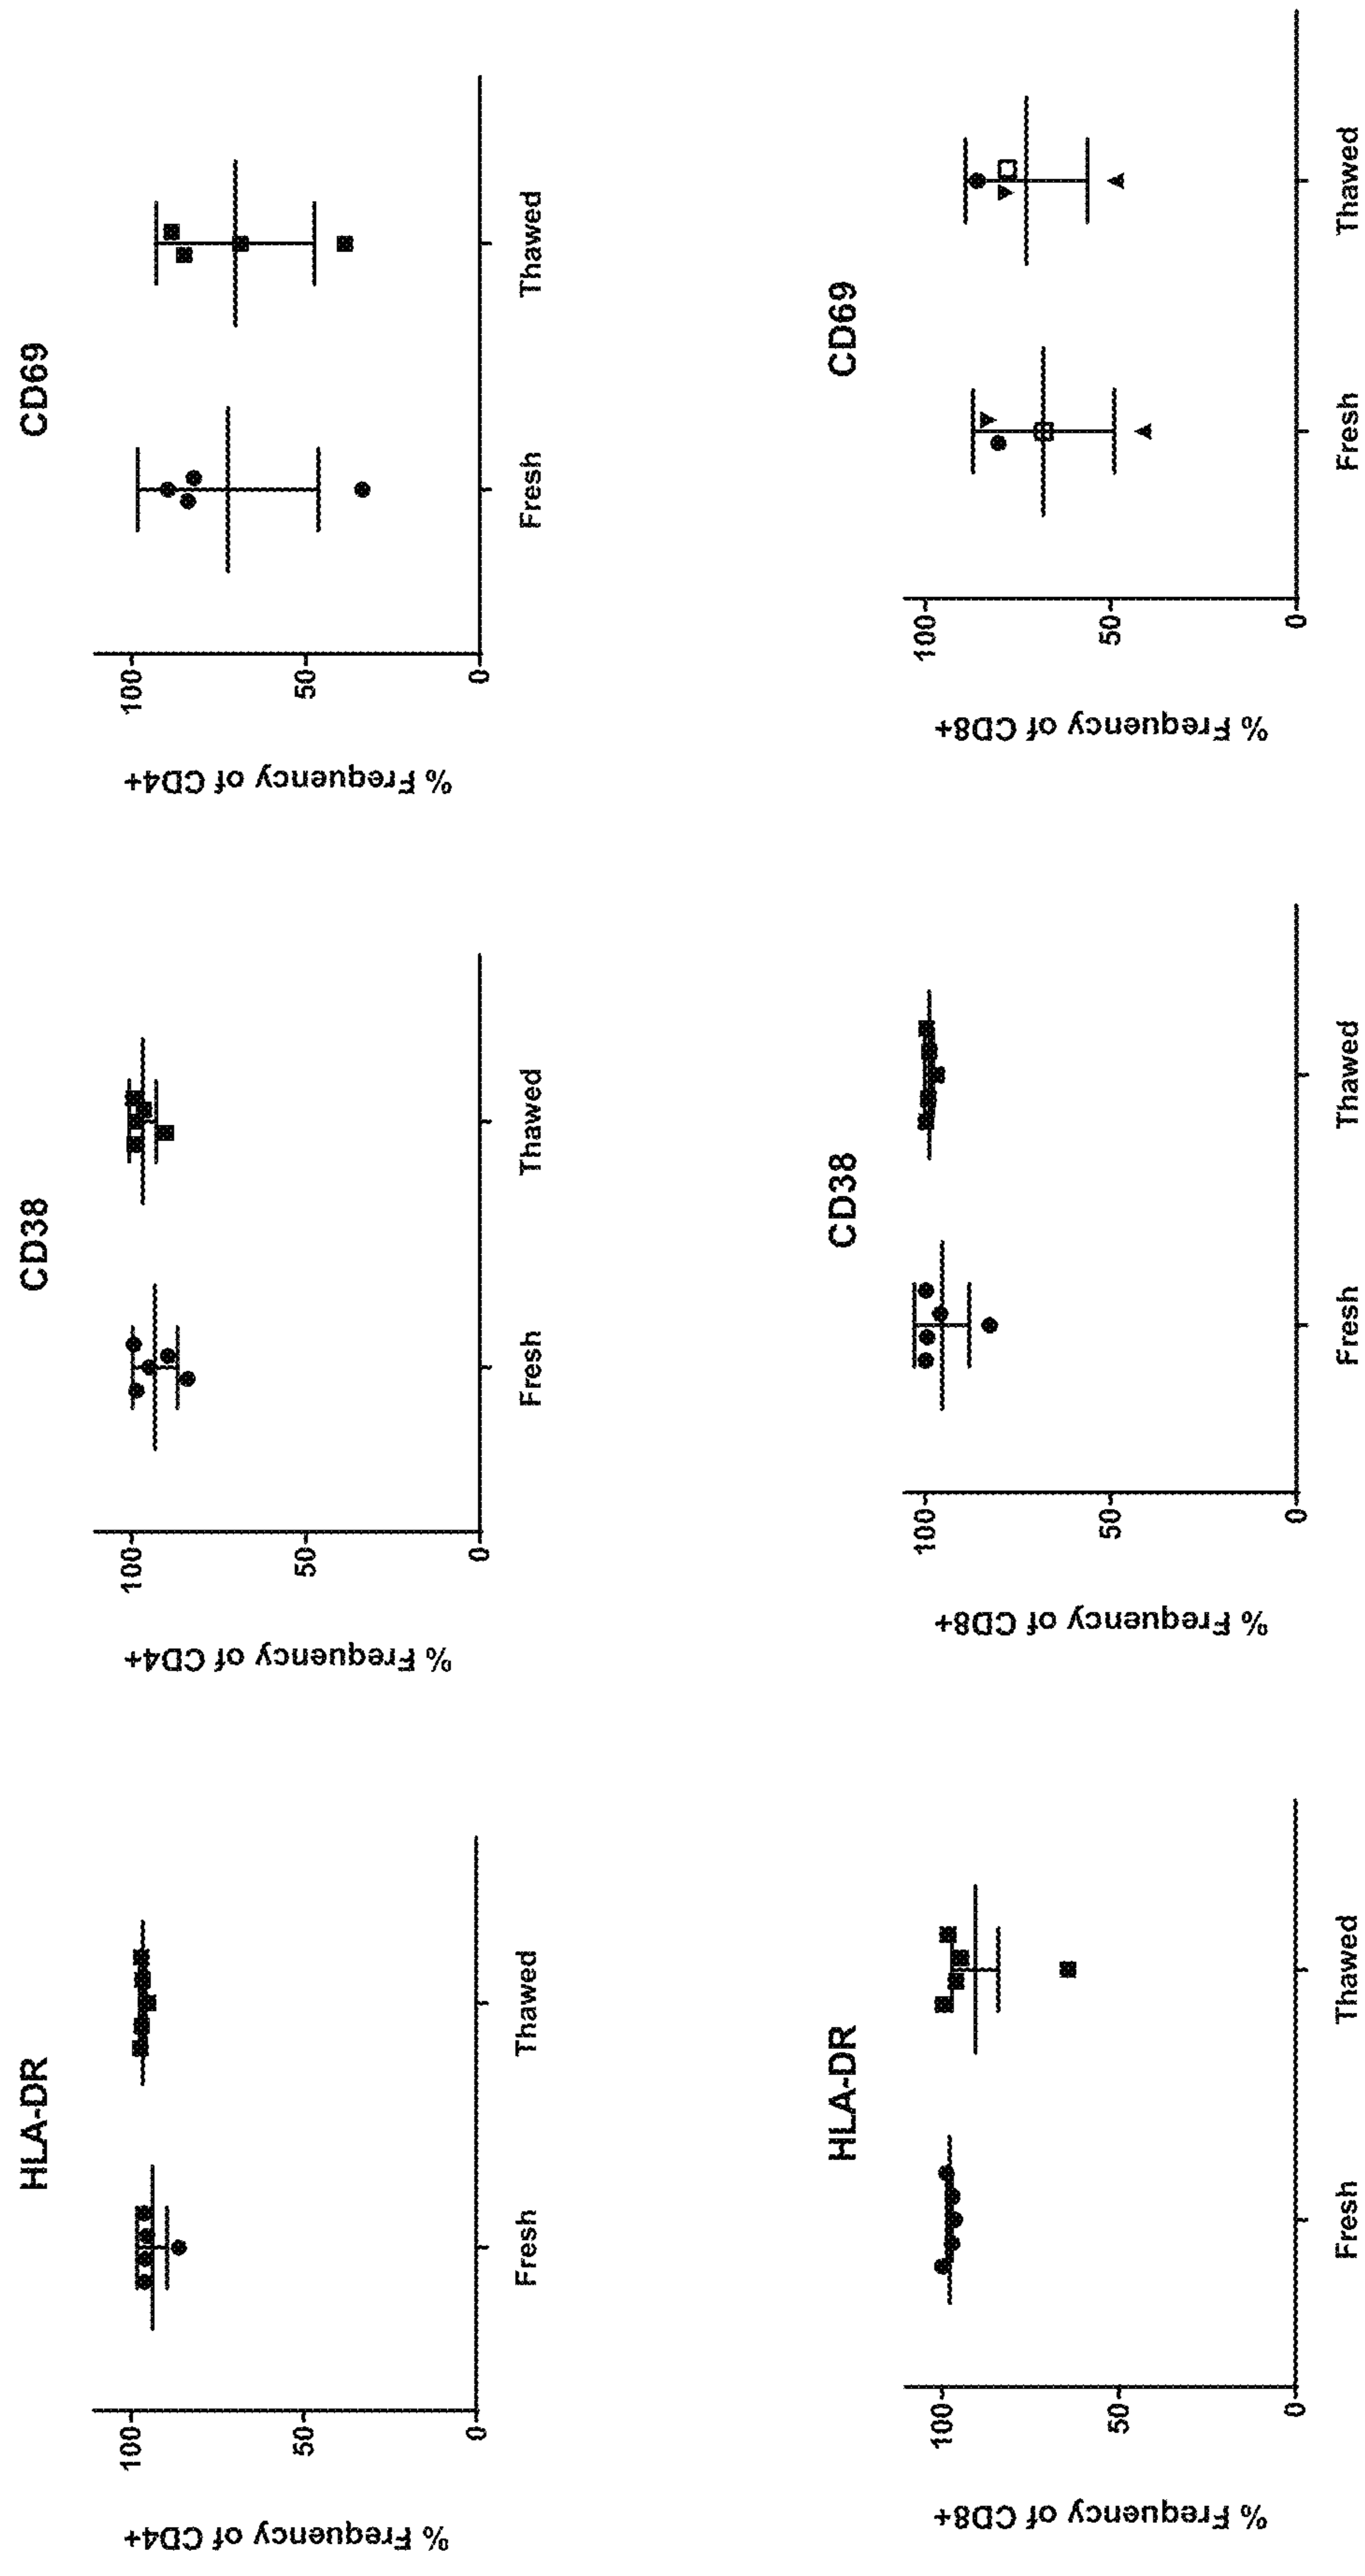 HLA-DR
% Frequency of CD4+
100
50
0
Fresh
Thawed
CD38
% Frequency of CD4+
100
50
0
Fresh
Thawed
CD69
% Frequency of CD4+
100
50
0
Fresh
Thawed
HLA-DR
% Frequency of CD8+
100
50
0
Fresh
Thawed
CD38
% Frequency of CD8+
100
50
0
Fresh
Thawed
CD69
% Frequency of CD8+
100
50
0
Fresh
Thawed